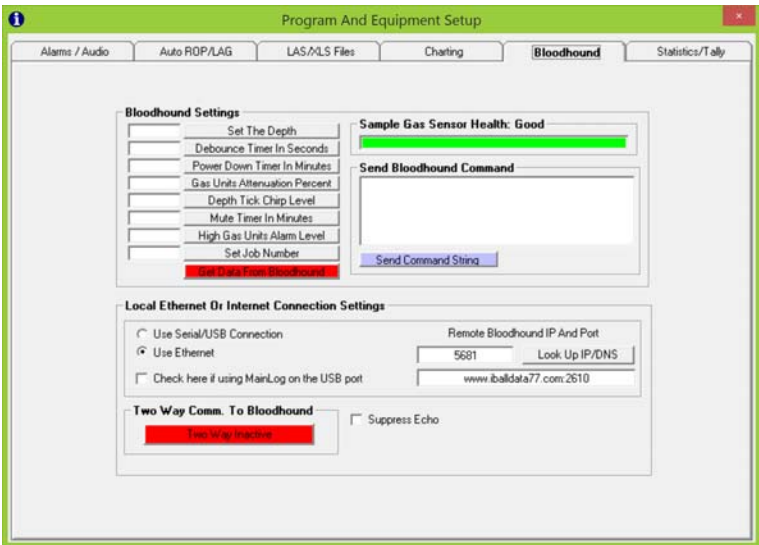 Program And Equipment Setup
Alarms / Audio
Auto ROP/LAG
LAS/XLS Files
Charting
Bloodhound
Statistics/Tally
Bloodhound Settings
Set The Depth
Debounce Timer In Seconds
Power Down Timer In Minutes
Gas Units Attenuation Percent
Depth Tick Chirp Level
Mute Timer In Minutes
High Gas Units Alarm Level
Set Job Number
Get Data From Bloodhound
Sample Gas Sensor Health: Good
Send Bloodhound Command
Send Command String
Local Ethernet Or Internet Connection Settings
Use Serial/USB Connection
Use Ethernet
Check here if using MainLog on the USB port
Remote Bloodhound IP And Port
5681
Look Up IP/DNS
www.iballdata77.com:2610
Two Way Comm. To Bloodhound
Two Way Inactive
Suppress Echo